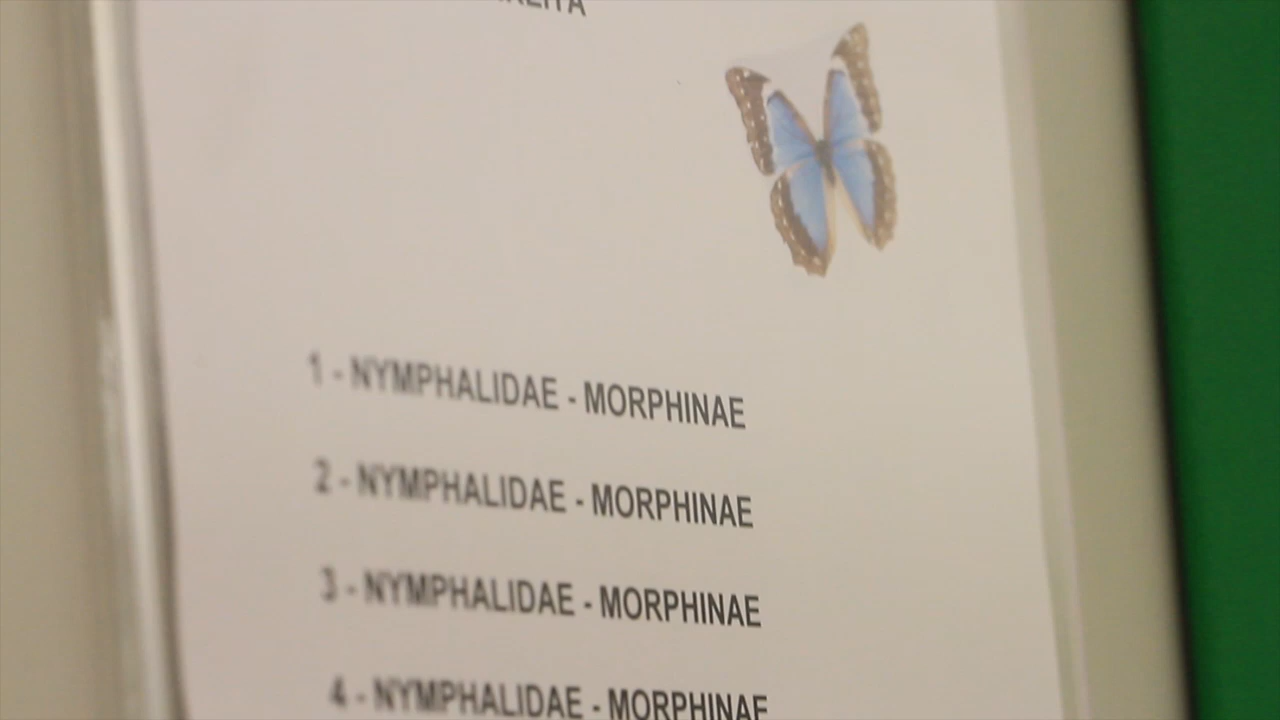 1 - NYMPHALIDAE - MORPHINAE
2 - NYMPHALIDAE - MORPHINAE
3 - NYMPHALIDAE - MORPHINAE
4 - NYMPHALIDAE - MORPHINAE